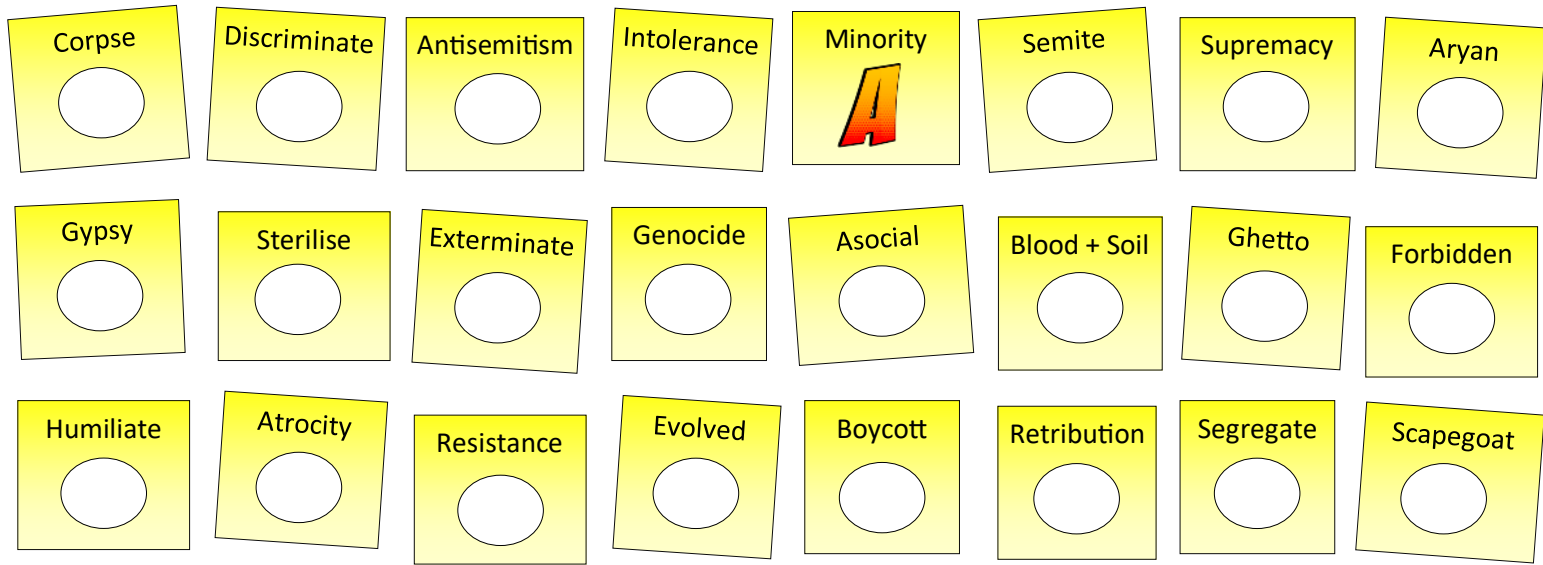 Corpse
Discriminate
Antisemitism
Intolerance
Minority
A
Semite
Supremacy
Aryan
Gypsy
Sterilise
Exterminate
Genocide
Asocial
Blood + Soil
Ghetto
Forbidden
Humiliate
Atrocity
Resistance
Evolved
Boycott
Retribution
Segregate
Scapegoat